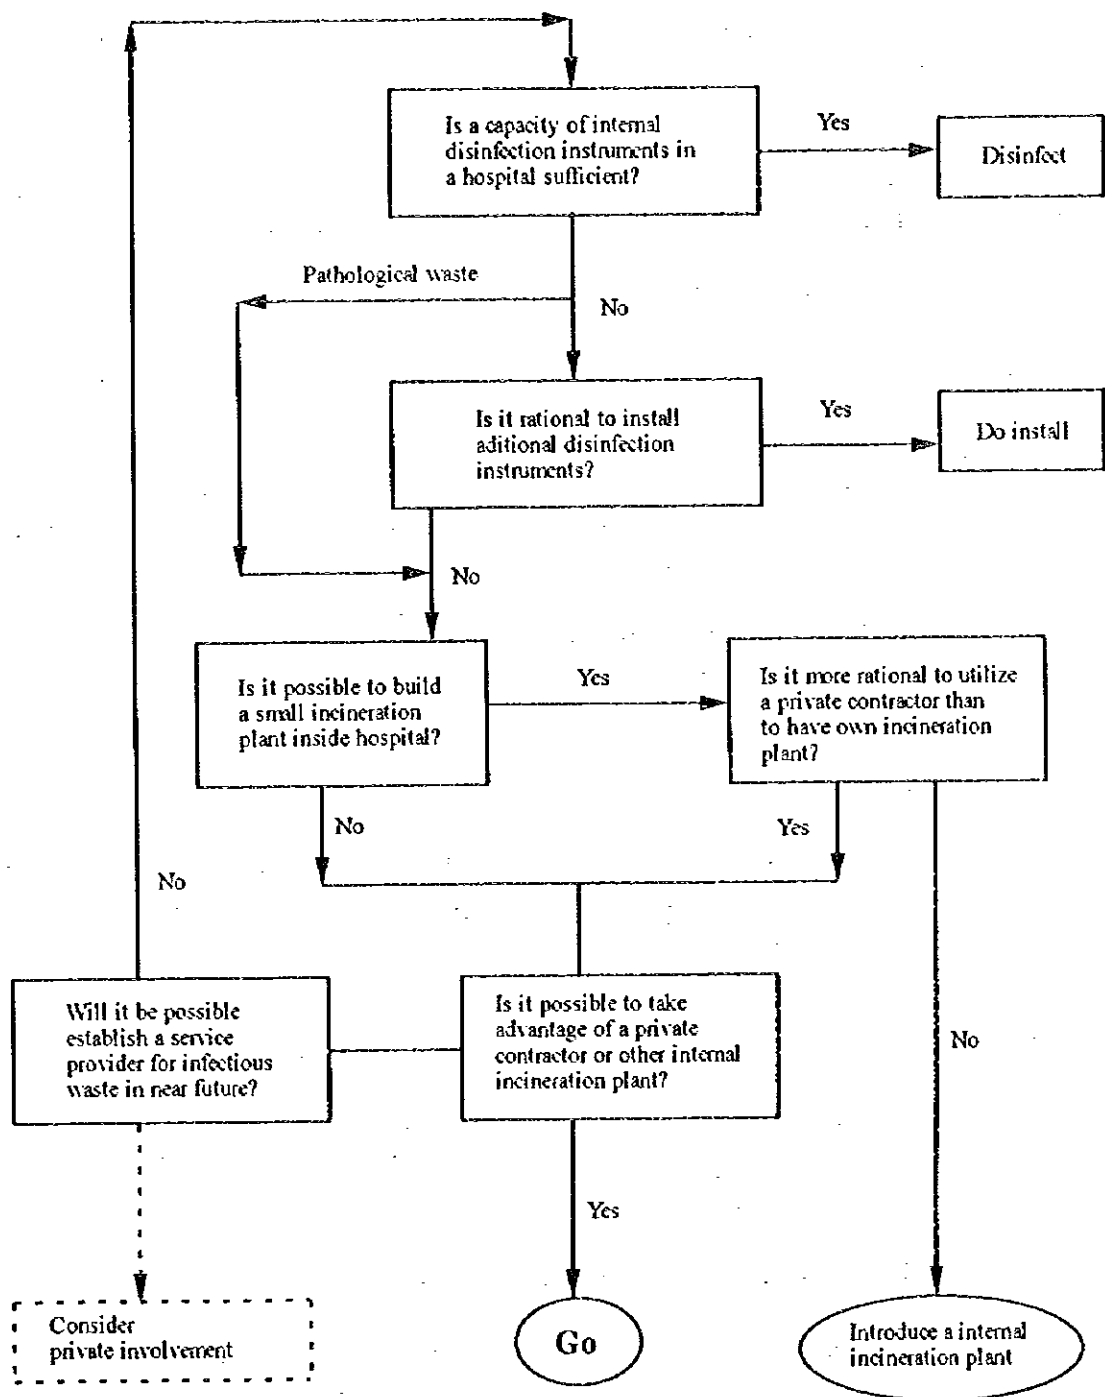 Is a capacity of internal
disinfection instruments in
a hospital sufficient?
Yes
Disinfect
Pathological waste
No
Is it rational to install
aditional disinfection
instruments?
Yes
Do install
No
Is it possible to build
a small incineration
plant inside hospital?
Yes
Is it more rational to utilize
a private contractor than
to have own incineration
plant?
No
Yes
No
Will it be possible
establish a service
provider for infectious
waste in near future?
Is it possible to take
advantage of a private
contractor or other internal
incineration plant?
No
Yes
Consider
private involvement
Go
Introduce a internal
incineration plant